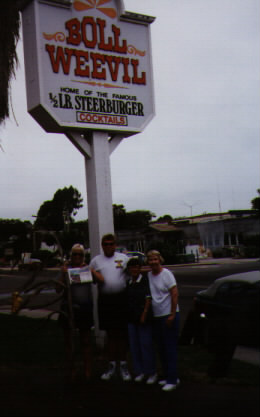 BOLL
WEEVIL
HOME OF THE FAMOUS
½ LB. STEERBURGER
COCKTAILS